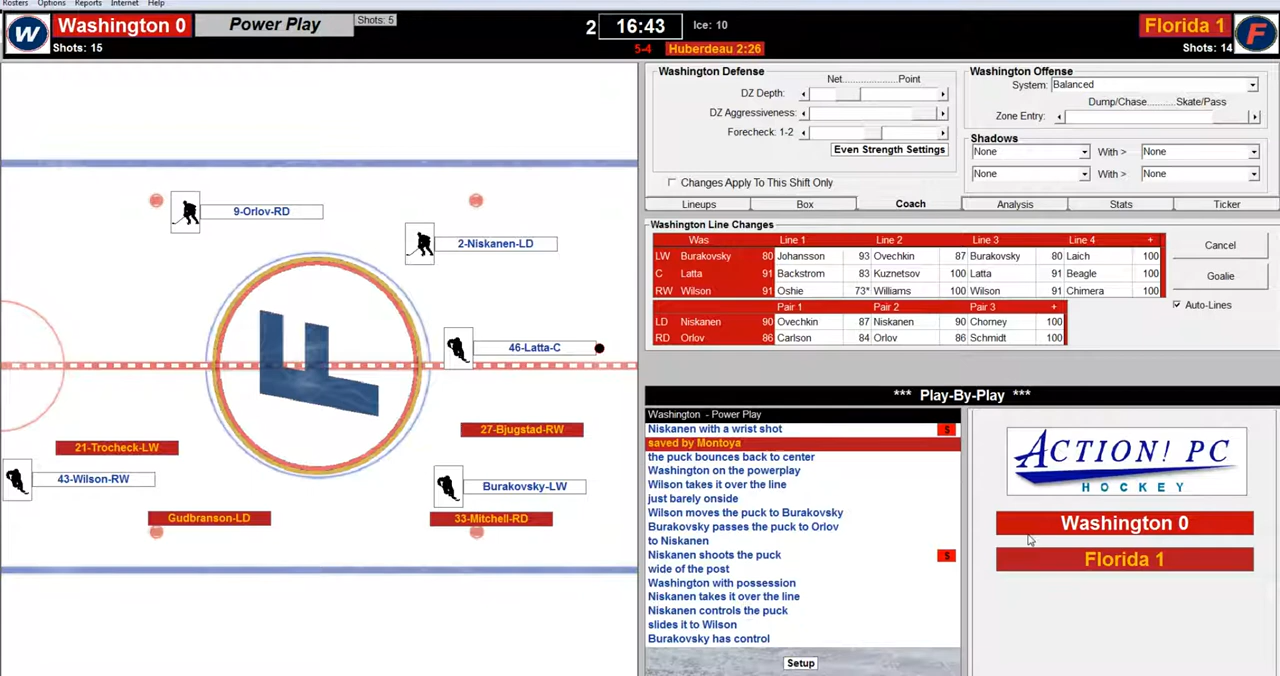 Rosters Options Reports Internet Help
W Washington 0 Power Play Shots: 5 2 16:43 Ice: 10 Florida 1 F
Shots: 15 5-4 Huberdeau 2:26 Shots: 14
Washington Defense
Net..................Point
DZ Depth:
DZ Aggressiveness:
Forecheck: 1-2
Even Strength Settings
Changes Apply To This Shift Only
Washington Offense
System: Balanced
Dump/Chase..........Skate/Pass
Zone Entry:
Shadows
None With > None
None With > None
Lineups Box Coach Analysis Stats Ticker
Washington Line Changes
Was Line 1 Line 2 Line 3 Line 4 +
LW Burakovsky 80 Johansson 93 Ovechkin 87 Burakovsky 80 Laich 100
C Latta 91 Backstrom 83 Kuznetsov 100 Latta 91 Beagle 100
RW Wilson 91 Oshie 73* Williams 100 Wilson 91 Chimera 100
Pair 1 Pair 2 Pair 3 +
LD Niskanen 90 Ovechkin 87 Niskanen 90 Chorney 100
RD Orlov 86 Carlson 84 Orlov 86 Schmidt 100
Cancel
Goalie
Auto-Lines
9-Orlov-RD
2-Niskanen-LD
46-Latta-C
27-Bjugstad-RW
21-Trocheck-LW
43-Wilson-RW
Burakovsky-LW
Gudbranson-LD
33-Mitchell-RD
F
*** Play-By-Play ***
Washington - Power Play
Niskanen with a wrist shot S
saved by Montoya
the puck bounces back to center
Washington on the powerplay
Wilson takes it over the line
just barely onside
Wilson moves the puck to Burakovsky
Burakovsky passes the puck to Orlov
to Niskanen
Niskanen shoots the puck S
wide of the post
Washington with possession
Niskanen takes it over the line
Niskanen controls the puck
slides it to Wilson
Burakovsky has control
Setup
ACTION! PC
HOCKEY
Washington 0
Florida 1